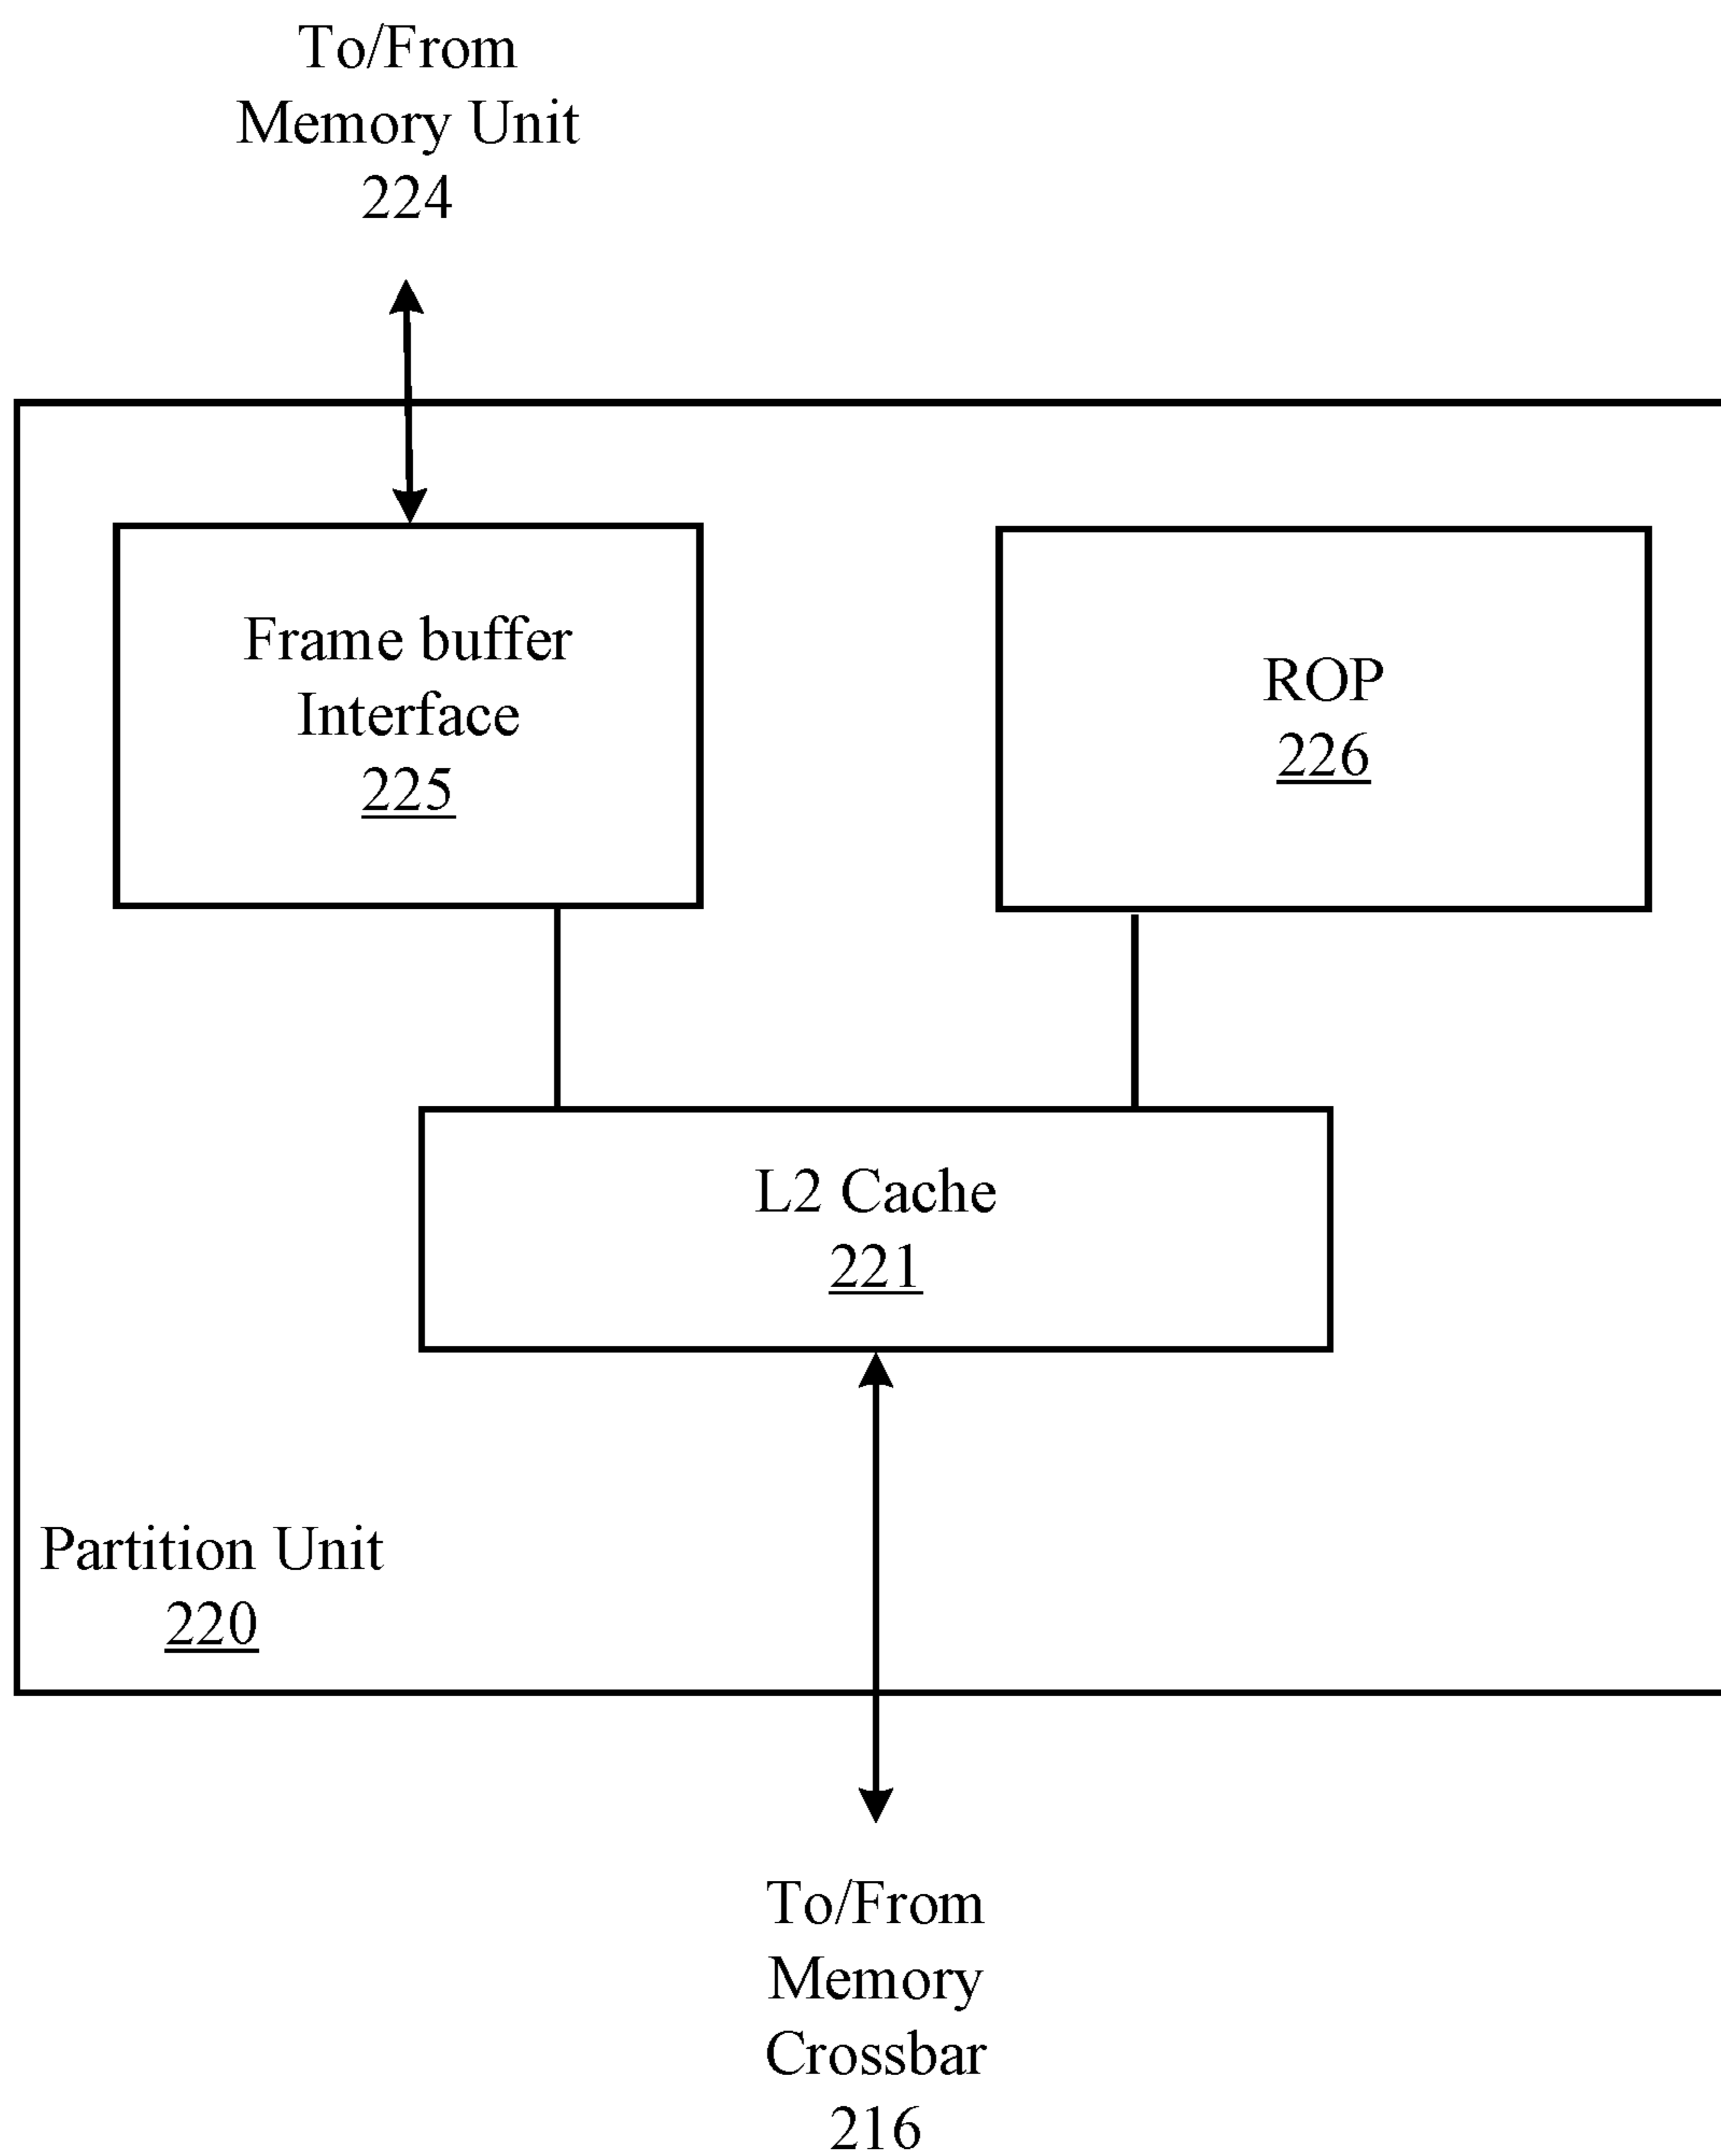 To/From
Memory Unit
224
Frame buffer
Interface
225
ROP
226
L2 Cache
221
Partition Unit
220
To/From
Memory
Crossbar
216